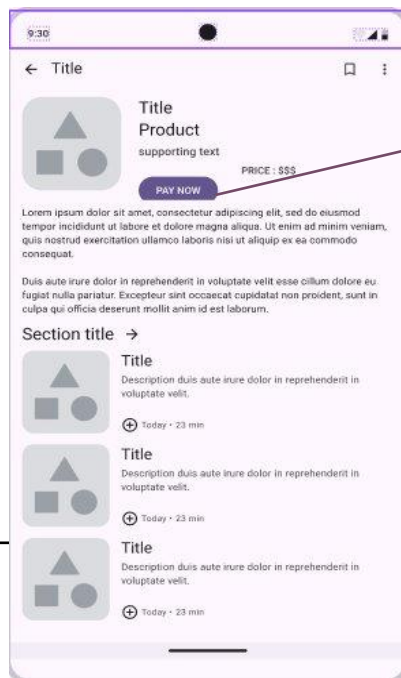 9:30
Title
Title
Product
supporting text
PRICE : $$$
PAY NOW
Lorem ipsum dolor sit amet, consectetur adipiscing elit, sed do eiusmod
tempor incididunt ut labore et dolore magna aliqua. Ut enim ad minim veniam,
quis nostrud exercitation ullamco laboris nisi ut aliquip ex ea commodo
consequat.
Duis aute irure dolor in reprehenderit in voluptate velit esse cillum dolore eu
fugiat nulla pariatur. Excepteur sint occaecat cupidatat non proident, sunt in
culpa qui officia deserunt mollit anim id est laborum.
Section title →
Title
Description duis aute irure dolor in reprehenderit in
voluptate velit.
Today • 23 min
Title
Description duis aute irure dolor in reprehenderit in
voluptate velit.
Today • 23 min
Title
Description duis aute irure dolor in reprehenderit in
voluptate velit.
Today • 23 min